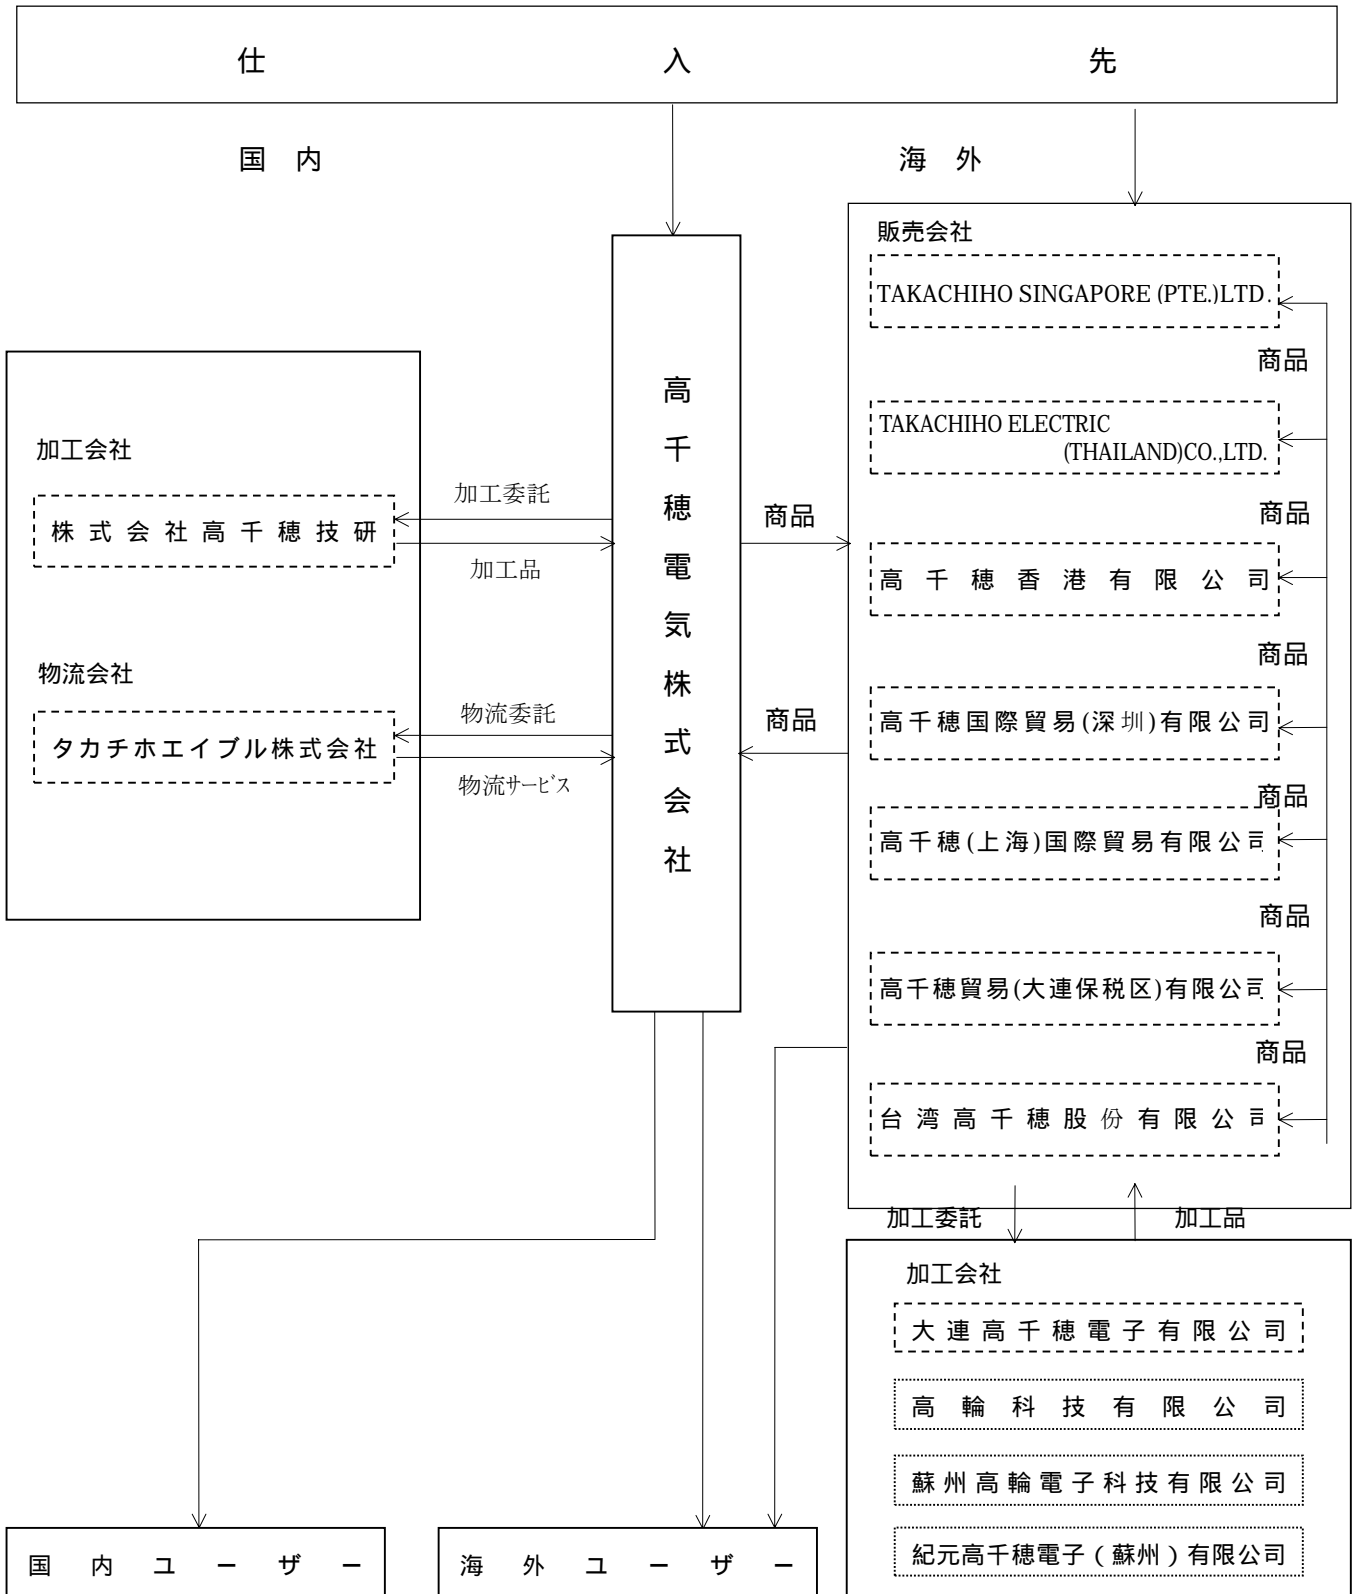 仕入先
国内
海外
販売会社
TAKACHIHO SINGAPORE (PTE.)LTD.
商品
TAKACHIHO ELECTRIC
(THAILAND)CO.,LTD.
商品
高千穂香港有限公司
商品
高千穂国際貿易(深圳)有限公司
商品
高千穂(上海)国際貿易有限公司
商品
高千穂貿易(大連保税区)有限公司
商品
台湾高千穂股份有限公司
高千穂電気株式会社
商品
商品
加工会社
株式会社高千穂技研
加工委託
加工品
物流会社
タカチホエイブル株式会社
物流委託
物流サービス
加工委託
加工品
加工会社
大連高千穂電子有限公司
高輪科技有限公司
蘇州高輪電子科技有限公司
紀元高千穂電子(蘇州)有限公司
国内ユーザー
海外ユーザー